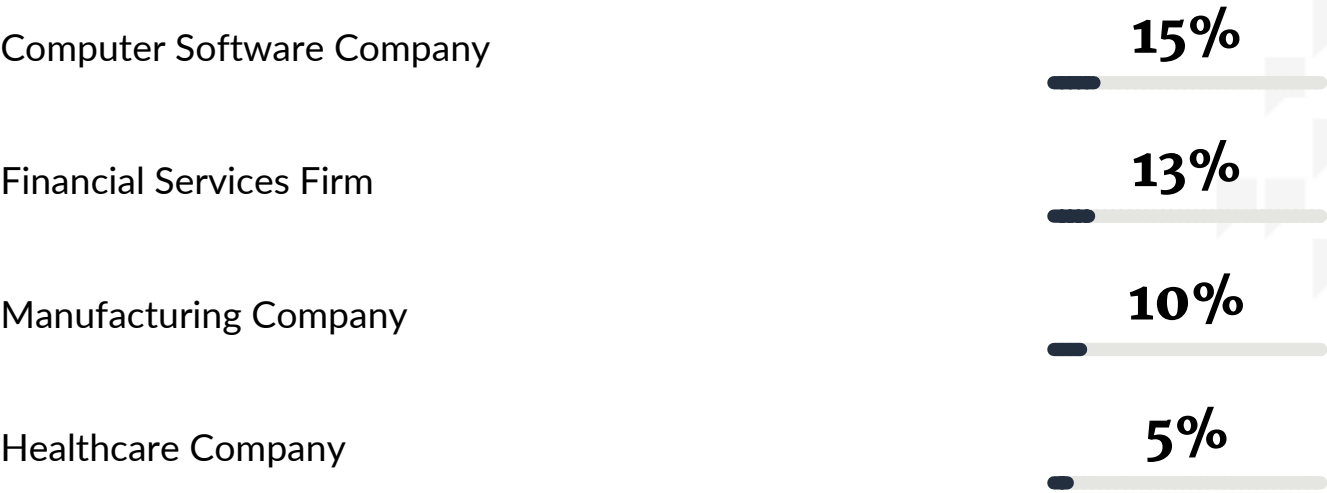 Computer Software Company 15%
Financial Services Firm 13%
Manufacturing Company 10%
Healthcare Company 5%